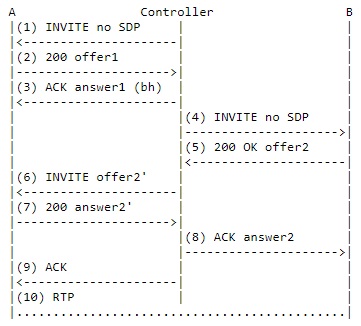 A Controller B
(1) INVITE no SDP
(2) 200 offer1
(3) ACK answer1 (bh)
(4) INVITE no SDP
(5) 200 OK offer2
(6) INVITE offer2'
(7) 200 answer2'
(8) ACK answer2
(9) ACK
(10) RTP